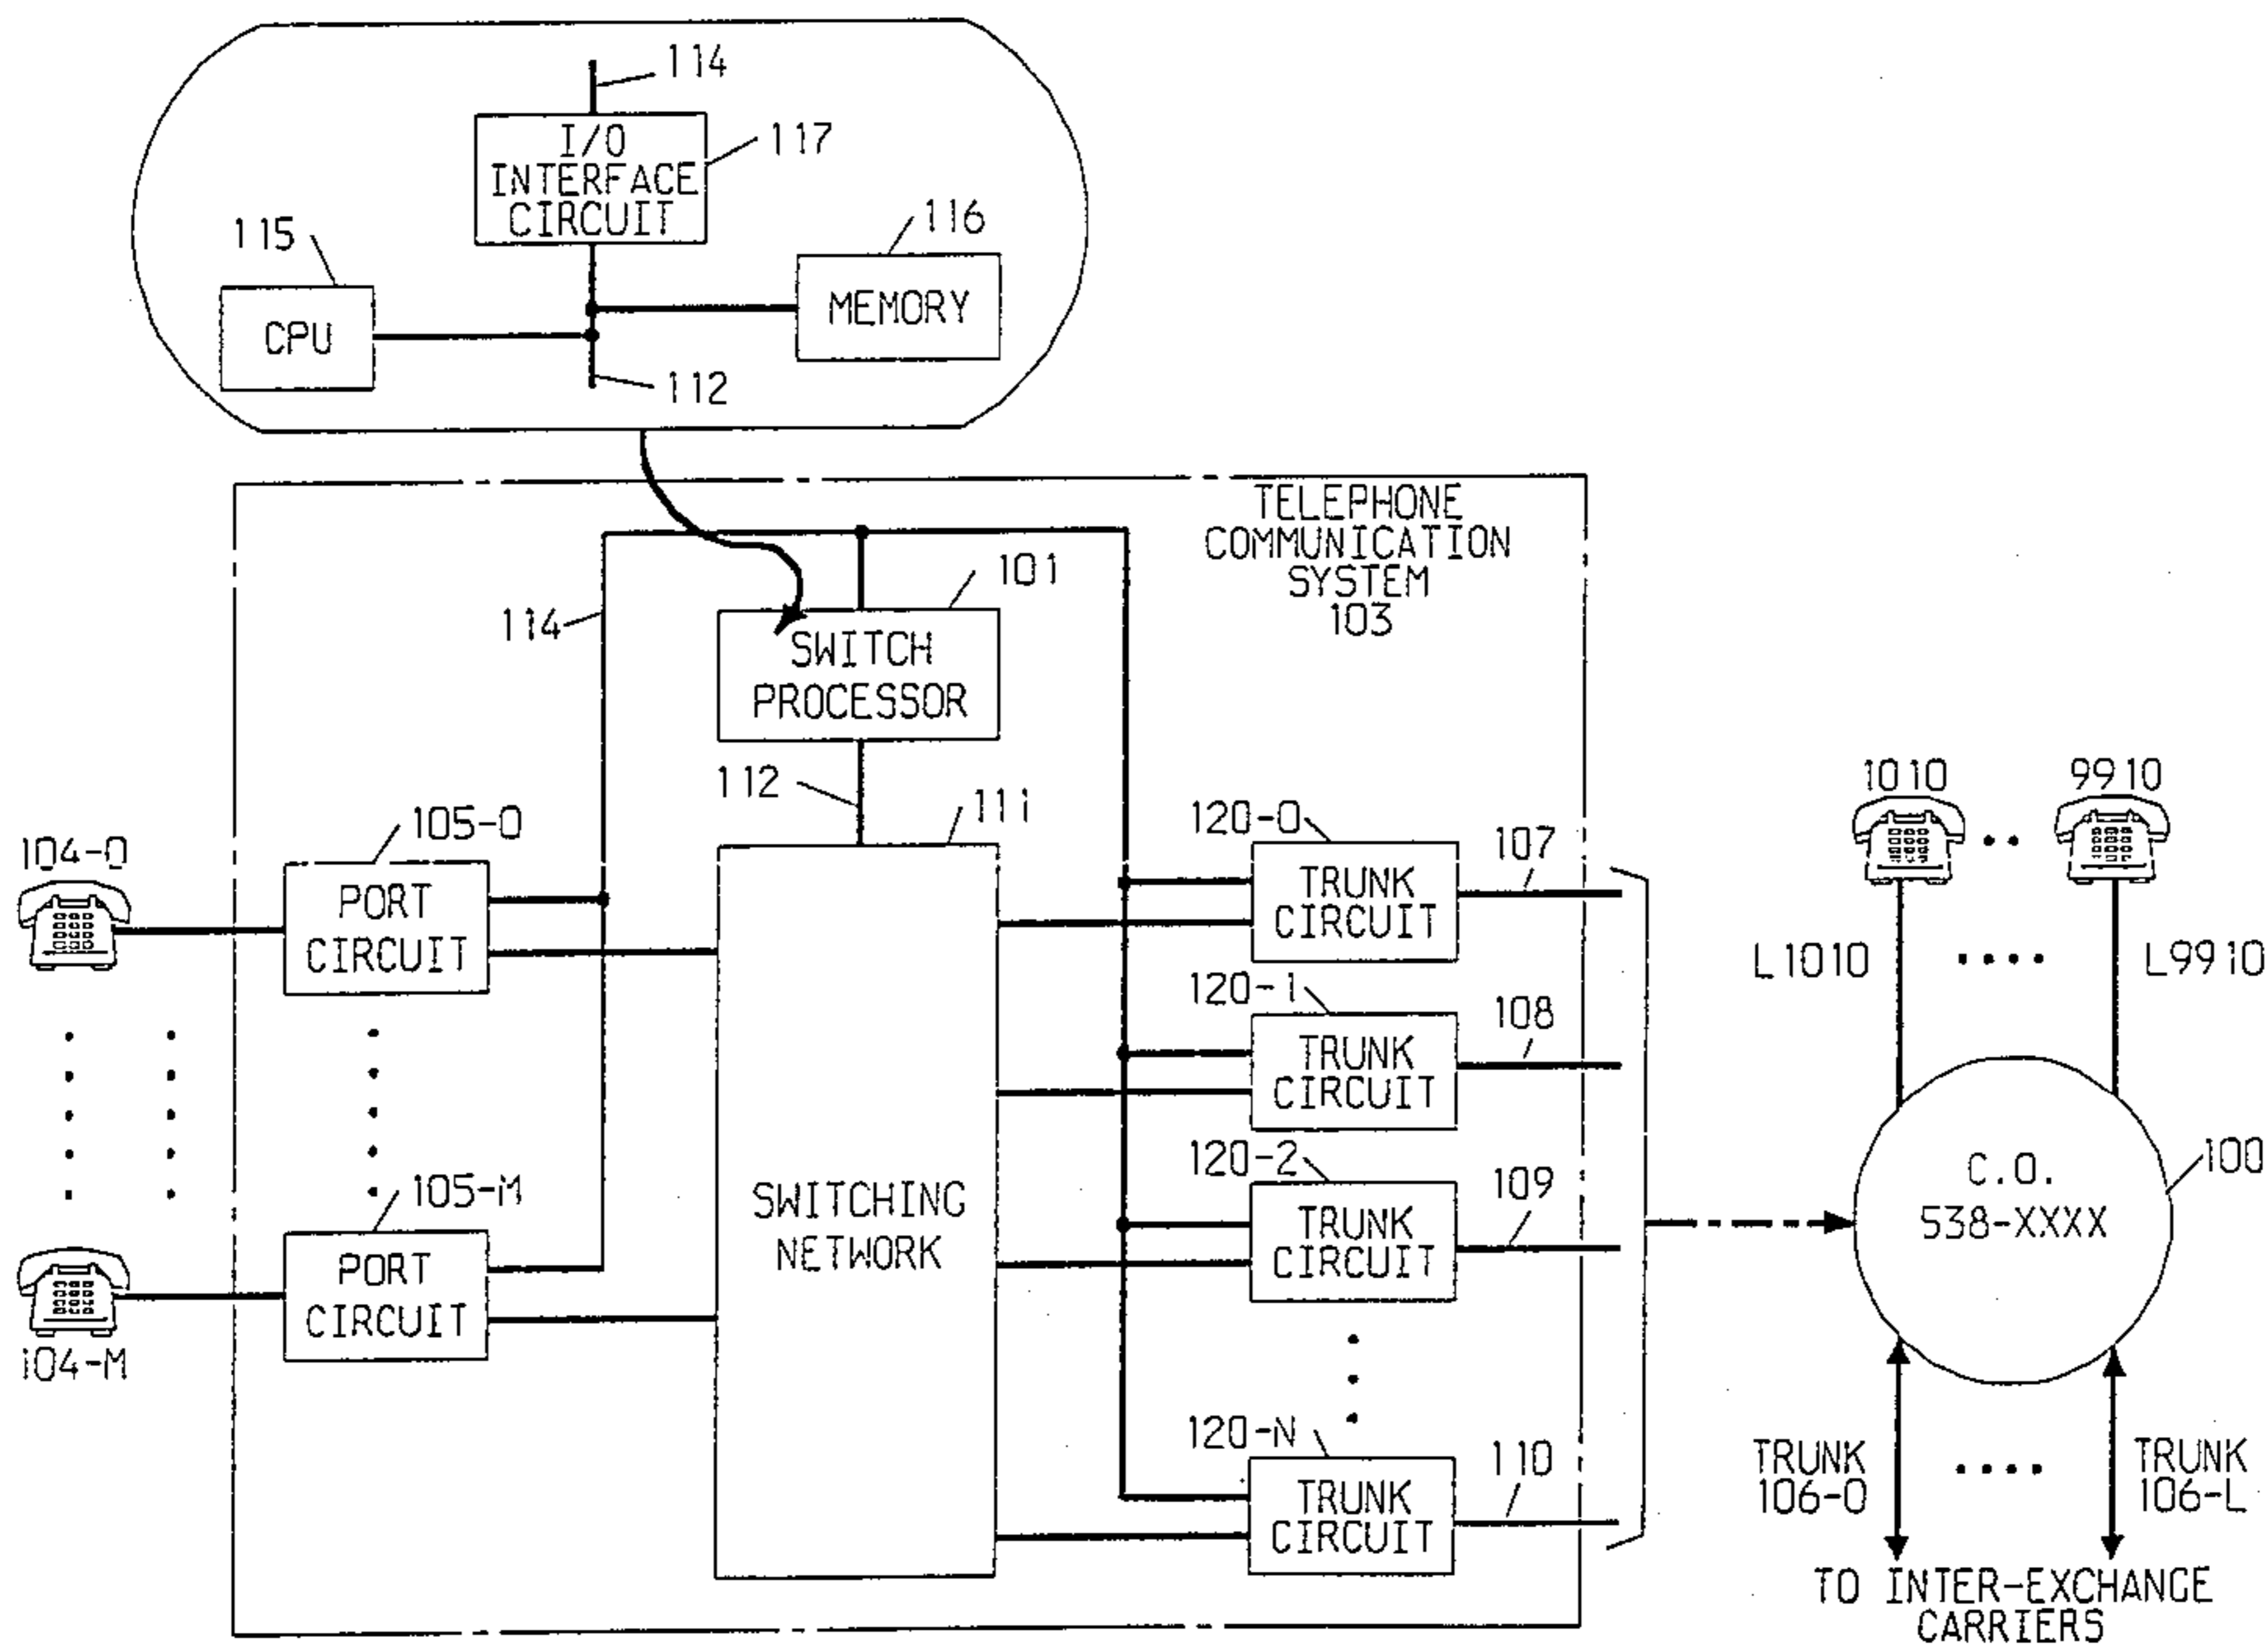 114
I/O
INTERFACE
CIRCUIT
117
115
CPU
116
MEMORY
112
TELEPHONE
COMMUNICATION
SYSTEM
103
101
114
SWITCH
PROCESSOR
112
111
105-0
104-0
PORT
CIRCUIT
105-M
104-M
PORT
CIRCUIT
SWITCHING
NETWORK
120-0
TRUNK
CIRCUIT
107
120-1
TRUNK
CIRCUIT
108
120-2
TRUNK
CIRCUIT
109
120-N
TRUNK
CIRCUIT
110
1010
9910
L1010
L9910
C.O.
538-XXXX
100
TRUNK
106-0
TRUNK
106-L
TO INTER-EXCHANGE
CARRIERS